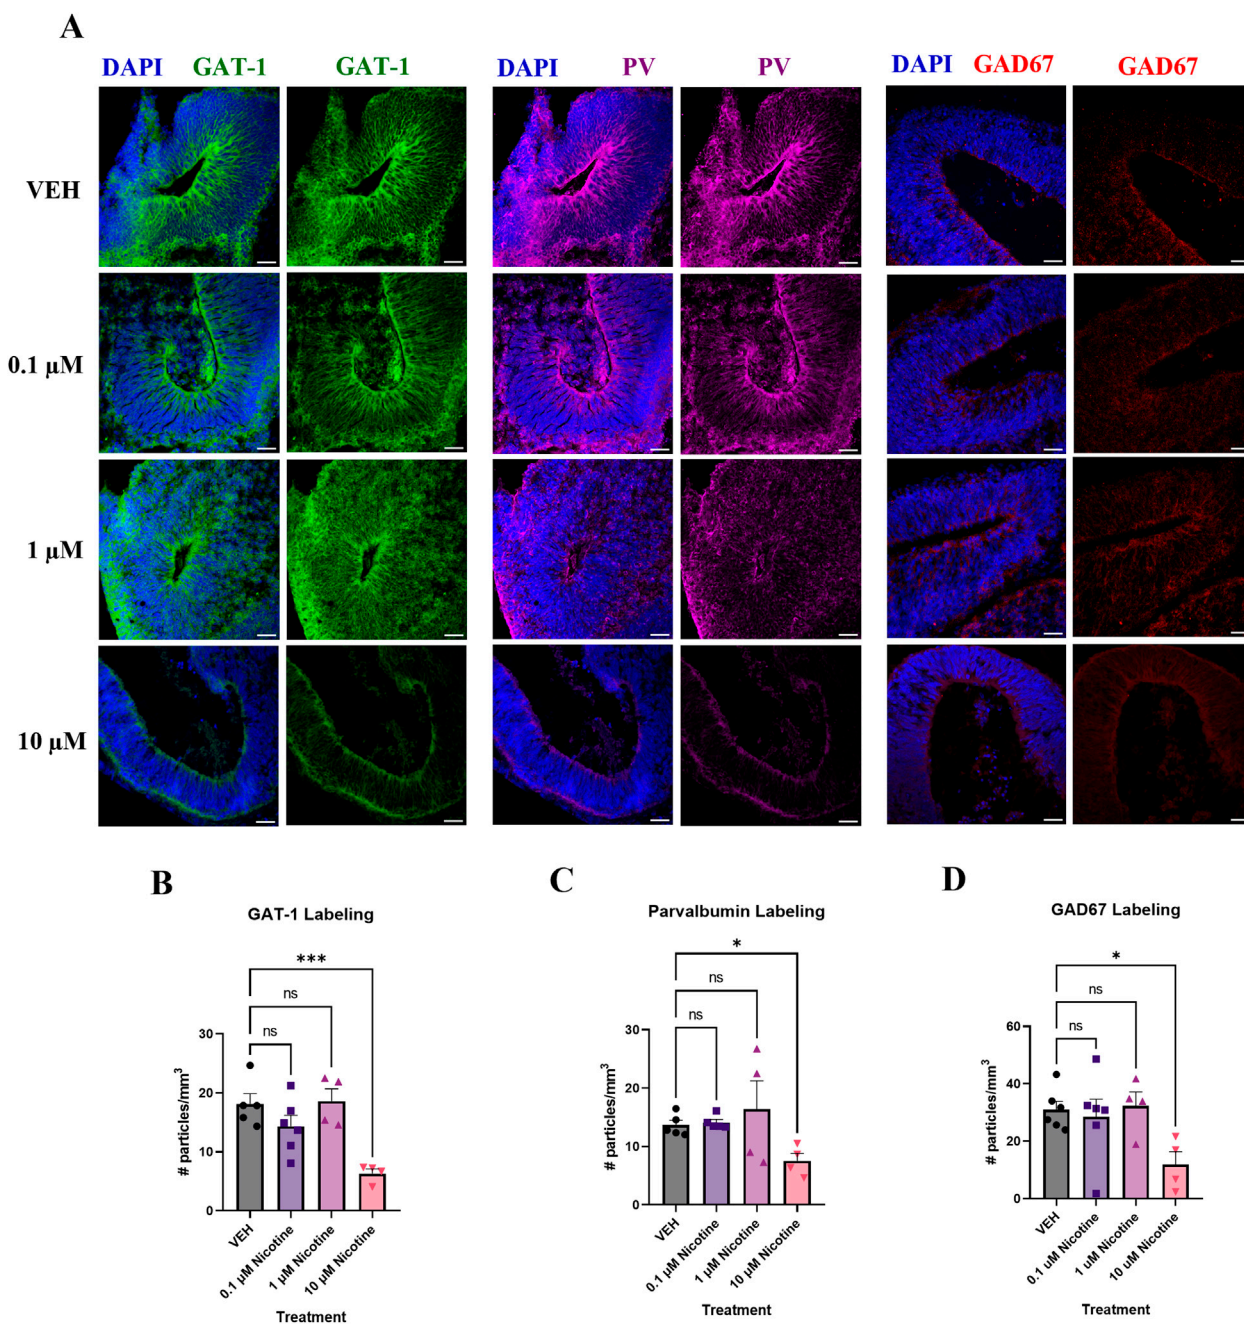 A
DAPI GAT-1 GAT-1 DAPI PV PV DAPI GAD67 GAD67
VEH
0.1 µM
1 µM
10 µM
B
GAT-1 Labeling
***
ns
ns
30
20
10
0
# particles/mm³
VEH
0.1 µM Nicotine
1 µM Nicotine
10 µM Nicotine
Treatment
C
Parvalbumin Labeling
*
ns
ns
30
20
10
0
# particles/mm³
VEH
0.1 µM Nicotine
1 µM Nicotine
10 µM Nicotine
Treatment
D
GAD67 Labeling
*
ns
ns
60
40
20
0
# particles/mm³
VEH
0.1 uM Nicotine
1 uM Nicotine
10 uM Nicotine
Treatment